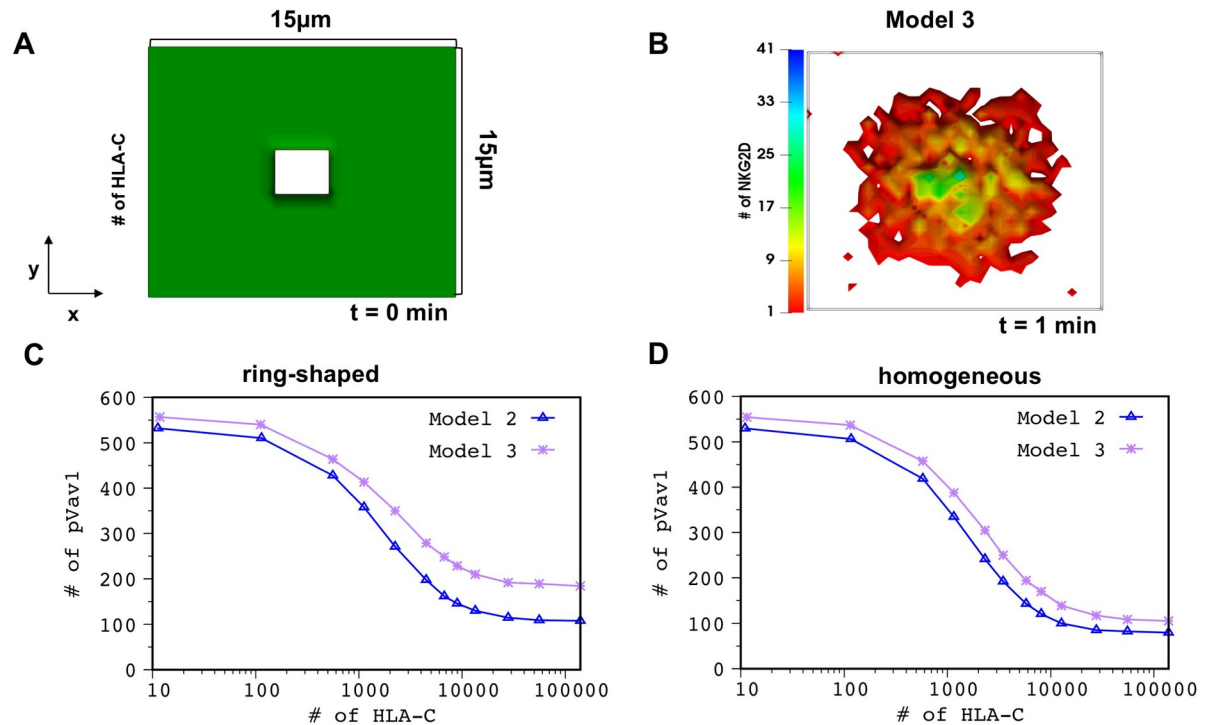 15µm
Model 3
A
B
# of HLA-C
15µm
y
x
t = 0 min
# of NKG2D
41
33
25
17
9
1
t = 1 min
C
ring-shaped
# of pVav1
600
500
400
300
200
100
0
Model 2
Model 3
10 100 1000 10000 100000
# of HLA-C
D
homogeneous
# of pVav1
600
500
400
300
200
100
0
Model 2
Model 3
10 100 1000 10000 100000
# of HLA-C